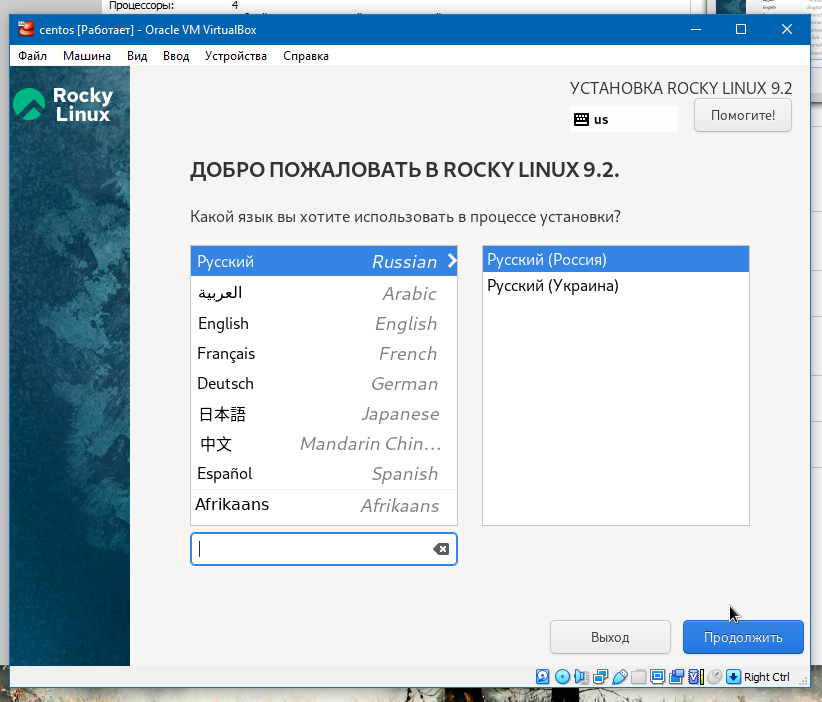 Процессоры:
4
centos [Работает] - Oracle VM VirtualBox
Файл Машина Вид Ввод Устройства Справка
Rocky
Linux
УСТАНОВКА ROCKY LINUX 9.2
us
Помогите!
ДОБРО ПОЖАЛОВАТЬ В ROCKY LINUX 9.2.
Какой язык вы хотите использовать в процессе установки?
Русский Russian
العربية Arabic
English English
Français French
Deutsch German
日本語 Japanese
中文 Mandarin Chin...
Español Spanish
Afrikaans Afrikaans
Русский (Россия)
Русский (Украина)
Выход
Продолжить
Right Ctrl